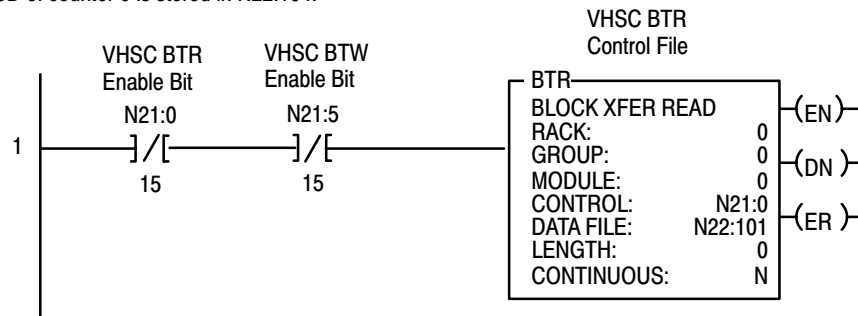 of counter 0 is stored in N22:104.
VHSC BTR
Control File
VHSC BTR
Enable Bit
VHSC BTW
Enable Bit
N21:0
N21:5
1
15
15
BTR
BLOCK XFER READ
RACK: 0
GROUP: 0
MODULE: 0
CONTROL: N21:0
DATA FILE: N22:101
LENGTH: 0
CONTINUOUS: N
EN
DN
ER